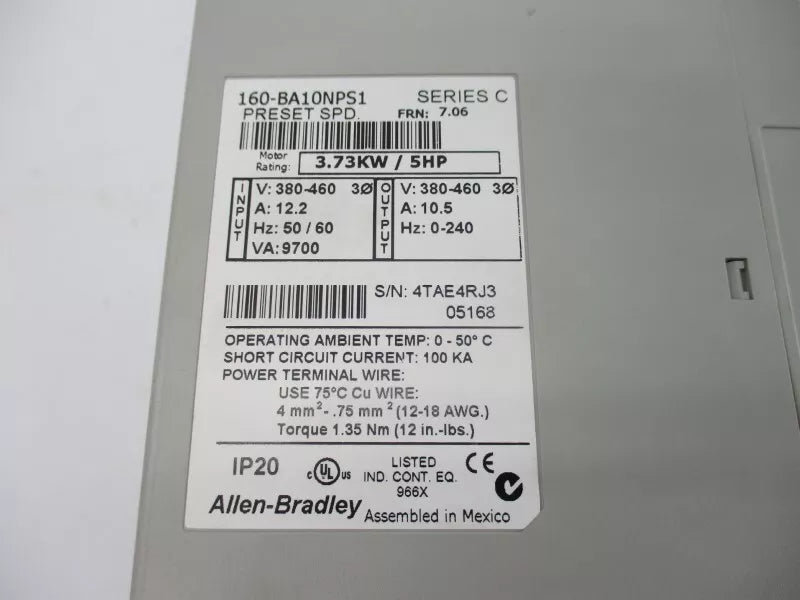 160-BA10NPS1 SERIES C
PRESET SPD. FRN: 7.06
Motor Rating: 3.73KW / 5HP
INPUT
V: 380-460 3Ø
A: 12.2
Hz: 50 / 60
VA: 9700
OUTPUT
V: 380-460 3Ø
A: 10.5
Hz: 0-240
S/N: 4TAE4RJ3
05168
OPERATING AMBIENT TEMP: 0 - 50° C
SHORT CIRCUIT CURRENT: 100 KA
POWER TERMINAL WIRE:
USE 75°C Cu WIRE:
4 mm²- .75 mm² (12-18 AWG.)
Torque 1.35 Nm (12 in.-lbs.)
IP20
c UL us
LISTED
IND. CONT. EQ.
966X
CE
Allen-Bradley Assembled in Mexico